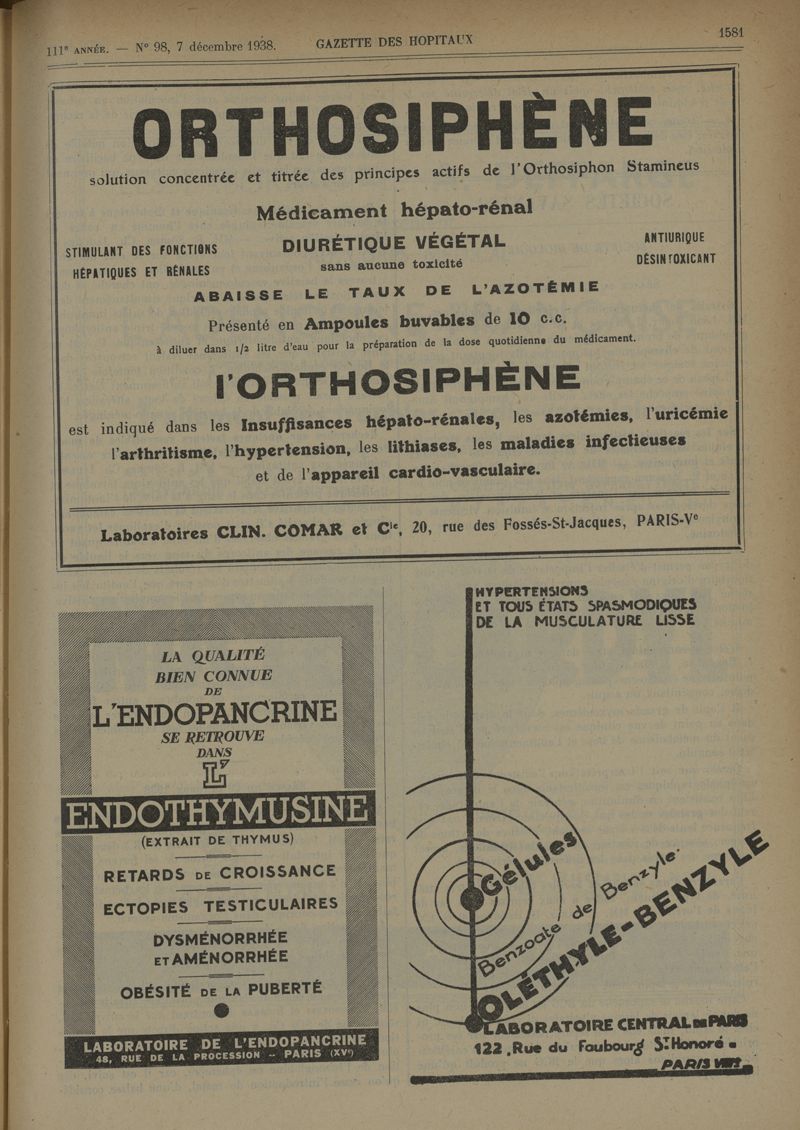 111e ANNÉE. — N° 98, 7 décembre 1938. GAZETTE DES HOPITAUX 1581
ORTHOSIPHÈNE
solution concentrée et titrée des principes actifs de l'Orthosiphon Stamineus
Médicament hépato-rénal
STIMULANT DES FONCTIONS
HÉPATIQUES ET RÉNALES
DIURÉTIQUE VÉGÉTAL
sans aucune toxicité
ANTIURIQUE
DÉSINTOXICANT
ABAISSE LE TAUX DE L'AZOTÉMIE
Présenté en Ampoules buvables de 10 c.c.
à diluer dans 1/2 litre d'eau pour la préparation de la dose quotidienne du médicament.
l'ORTHOSIPHÈNE
est indiqué dans les Insuffisances hépato-rénales, les azotémies, l'uricémie
l'arthritisme, l'hypertension, les lithiases, les maladies infectieuses
et de l'appareil cardio-vasculaire.
Laboratoires CLIN. COMAR et Cie, 20, rue des Fossés-St-Jacques, PARIS-Ve
LA QUALITÉ
BIEN CONNUE
DE
L'ENDOPANCRINE
SE RETROUVE
DANS
L'
ENDOTHYMUSINE
(EXTRAIT DE THYMUS)
RETARDS DE CROISSANCE
ECTOPIES TESTICULAIRES
DYSMÉNORRHÉE
ET AMÉNORRHÉE
OBÉSITÉ DE LA PUBERTÉ
LABORATOIRE DE L'ENDOPANCRINE
48, RUE DE LA PROCESSION - PARIS (XVe)
HYPERTENSIONS
ET TOUS ÉTATS SPASMODIQUES
DE LA MUSCULATURE LISSE
Gélules
Benzoate de Benzyle.
OLÉTHYLE-BENZYLE
LABORATOIRE CENTRAL DE PARIS
122, Rue du Faubourg St Honoré
PARIS VIIIe